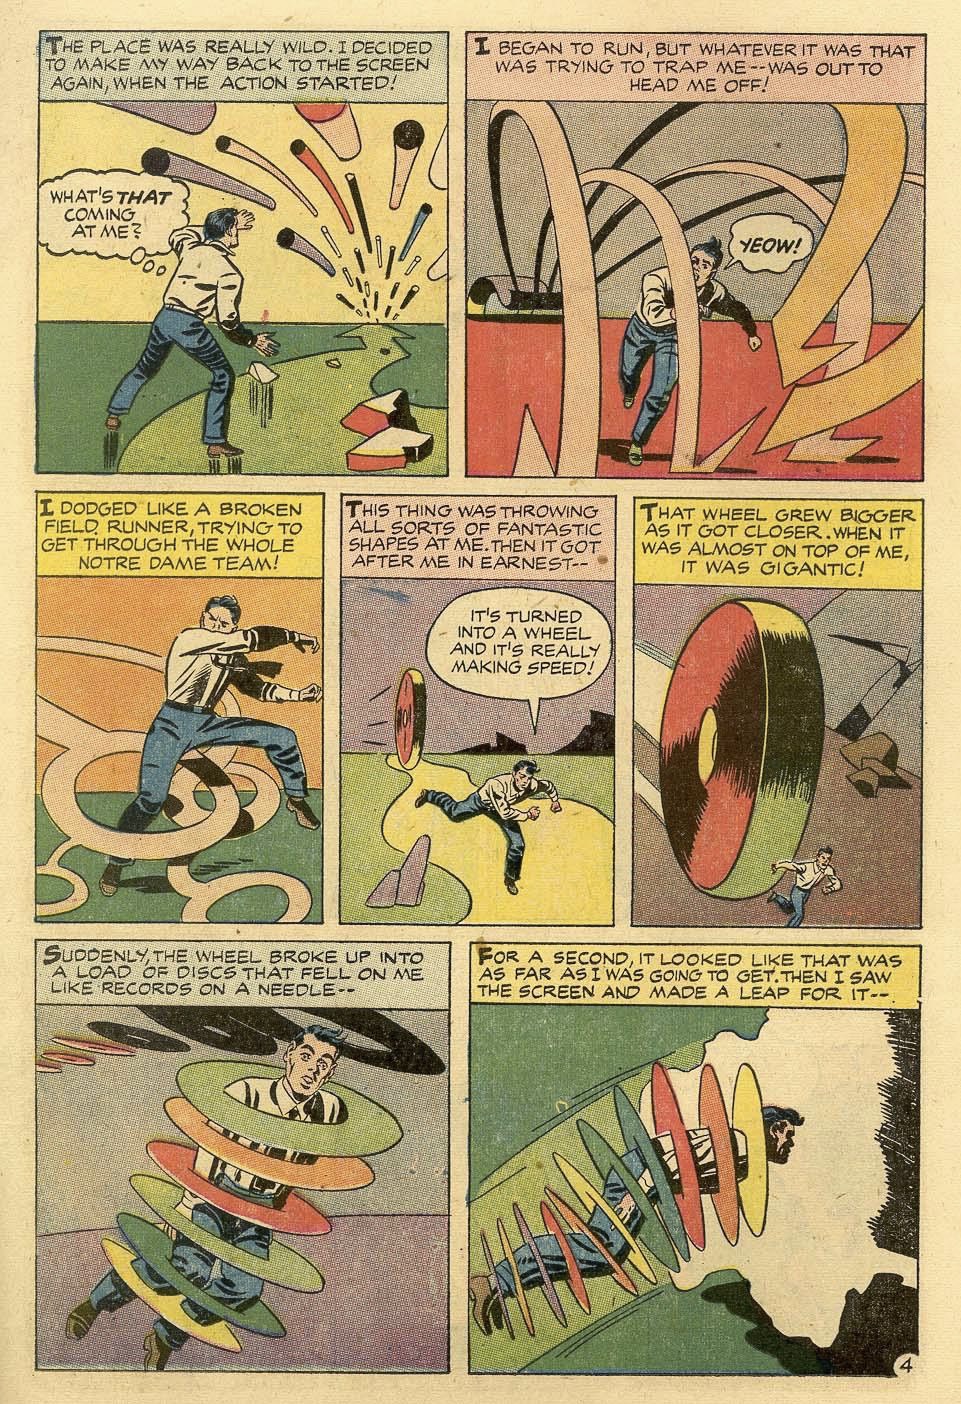 THE PLACE WAS REALLY WILD. I DECIDED
TO MAKE MY WAY BACK TO THE SCREEN
AGAIN, WHEN THE ACTION STARTED!
WHAT'S THAT
COMING
AT ME?
I BEGAN TO RUN, BUT WHATEVER IT WAS THAT
WAS TRYING TO TRAP ME--WAS OUT TO
HEAD ME OFF!
YEOW!
I DODGED LIKE A BROKEN
FIELD RUNNER, TRYING TO
GET THROUGH THE WHOLE
NOTRE DAME TEAM!
THIS THING WAS THROWING
ALL SORTS OF FANTASTIC
SHAPES AT ME. THEN IT GOT
AFTER ME IN EARNEST--
IT'S TURNED
INTO A WHEEL
AND IT'S REALLY
MAKING SPEED!
THAT WHEEL GREW BIGGER
AS IT GOT CLOSER. WHEN IT
WAS ALMOST ON TOP OF ME,
IT WAS GIGANTIC!
SUDDENLY, THE WHEEL BROKE UP INTO
A LOAD OF DISCS THAT FELL ON ME
LIKE RECORDS ON A NEEDLE--
FOR A SECOND, IT LOOKED LIKE THAT WAS
AS FAR AS I WAS GOING TO GET. THEN I SAW
THE SCREEN AND MADE A LEAP FOR IT--
4